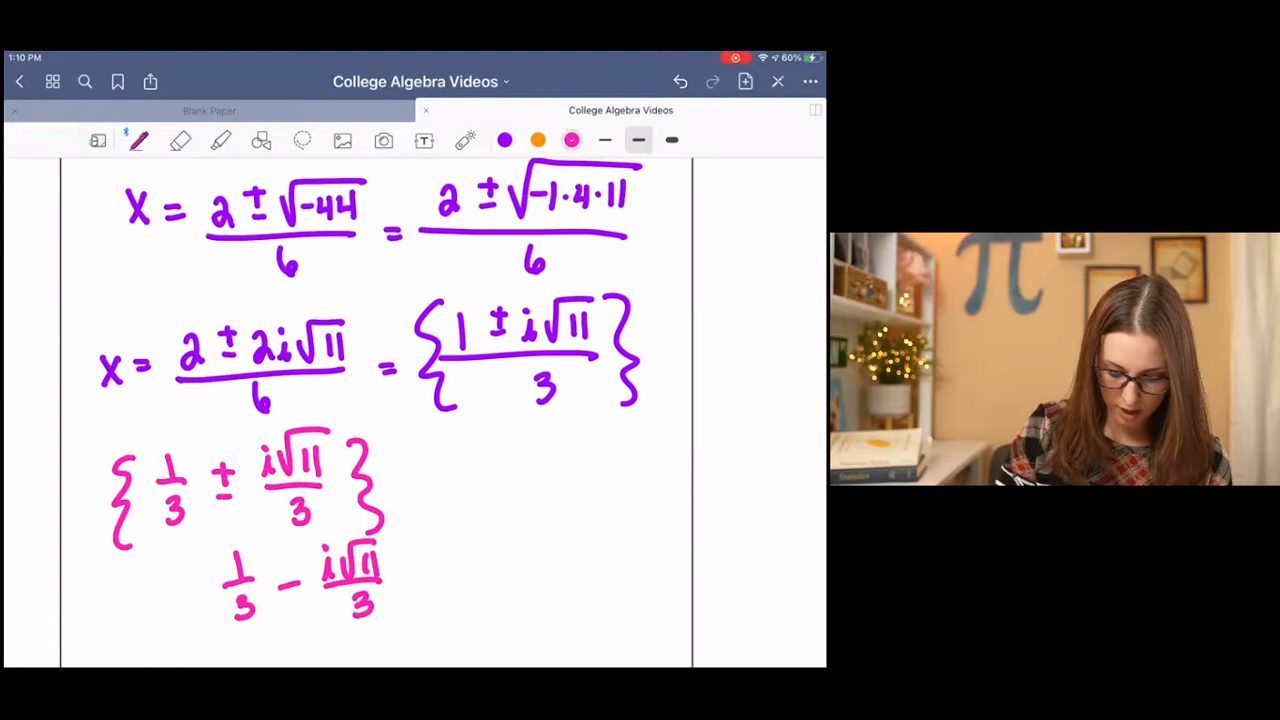 1:10 PM 60%
College Algebra Videos
Blank Paper College Algebra Videos
x = (2 ± √-44)/6 = (2 ± √-1·4·11)/6
x = (2 ± 2i√11)/6 = {(1 ± i√11)/3}
{1/3 ± i√11/3}
1/3 - i√11/3
π